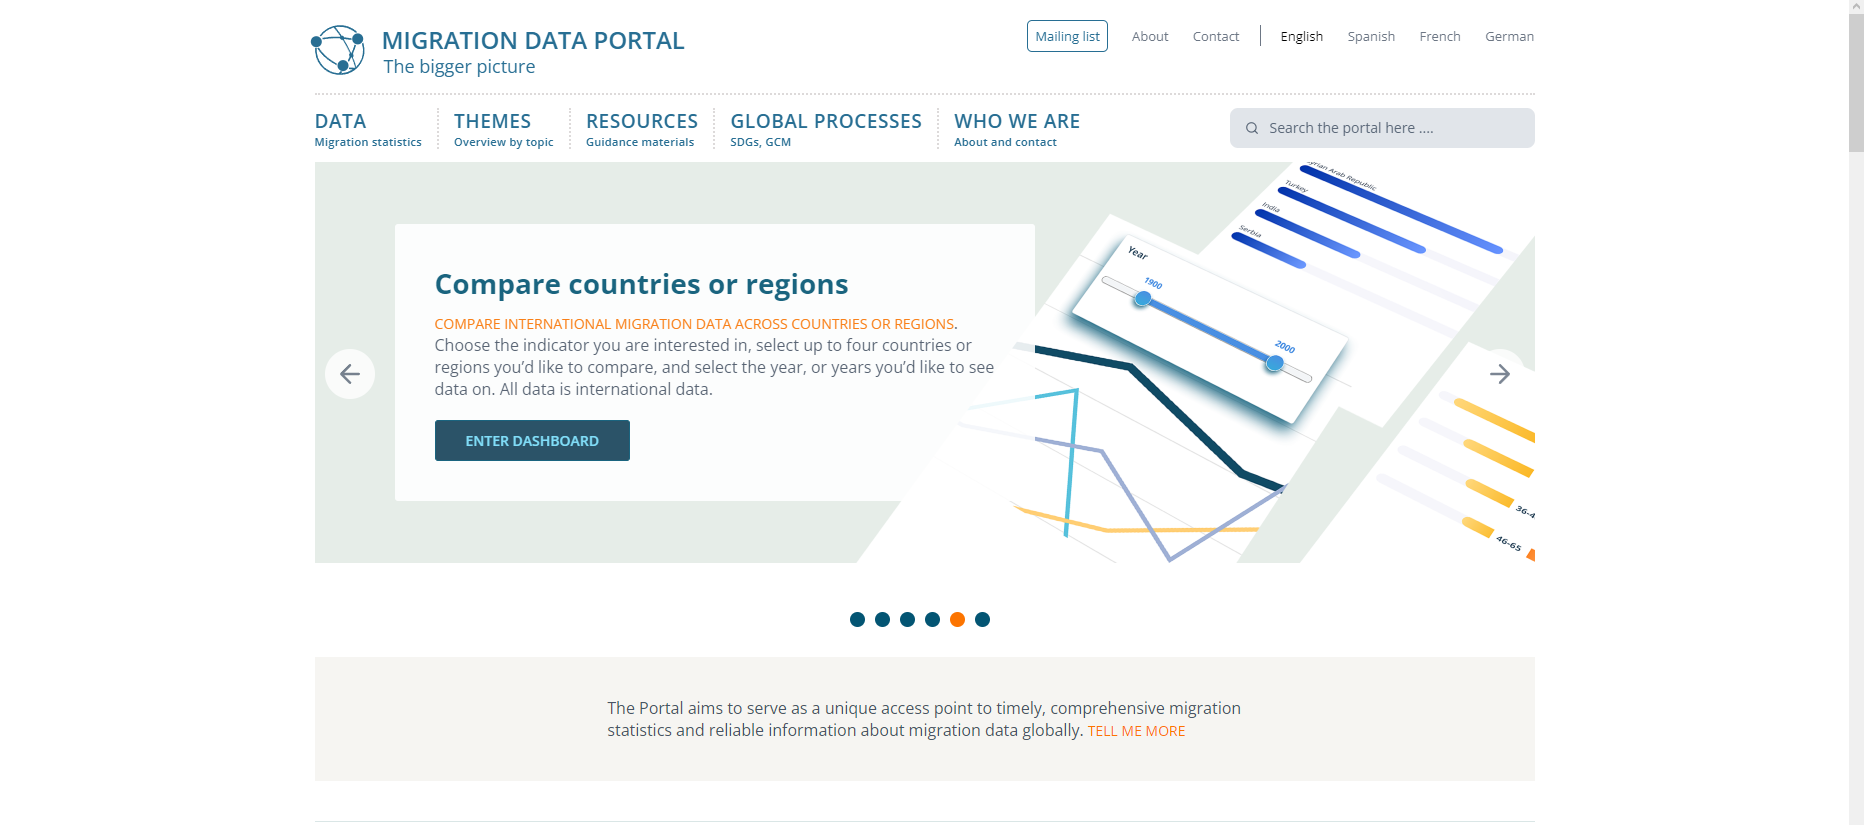 MIGRATION DATA PORTAL
The bigger picture
Mailing list
About
Contact
English
Spanish
French
German
DATA
Migration statistics
THEMES
Overview by topic
RESOURCES
Guidance materials
GLOBAL PROCESSES
SDGs, GCM
WHO WE ARE
About and contact
Search the portal here ....
Compare countries or regions
COMPARE INTERNATIONAL MIGRATION DATA ACROSS COUNTRIES OR REGIONS.
Choose the indicator you are interested in, select up to four countries or
regions you’d like to compare, and select the year, or years you’d like to see
data on. All data is international data.
ENTER DASHBOARD
Arab Republic
Turkey
India
Serbia
Year
1900
2000
46-65
The Portal aims to serve as a unique access point to timely, comprehensive migration
statistics and reliable information about migration data globally. TELL ME MORE